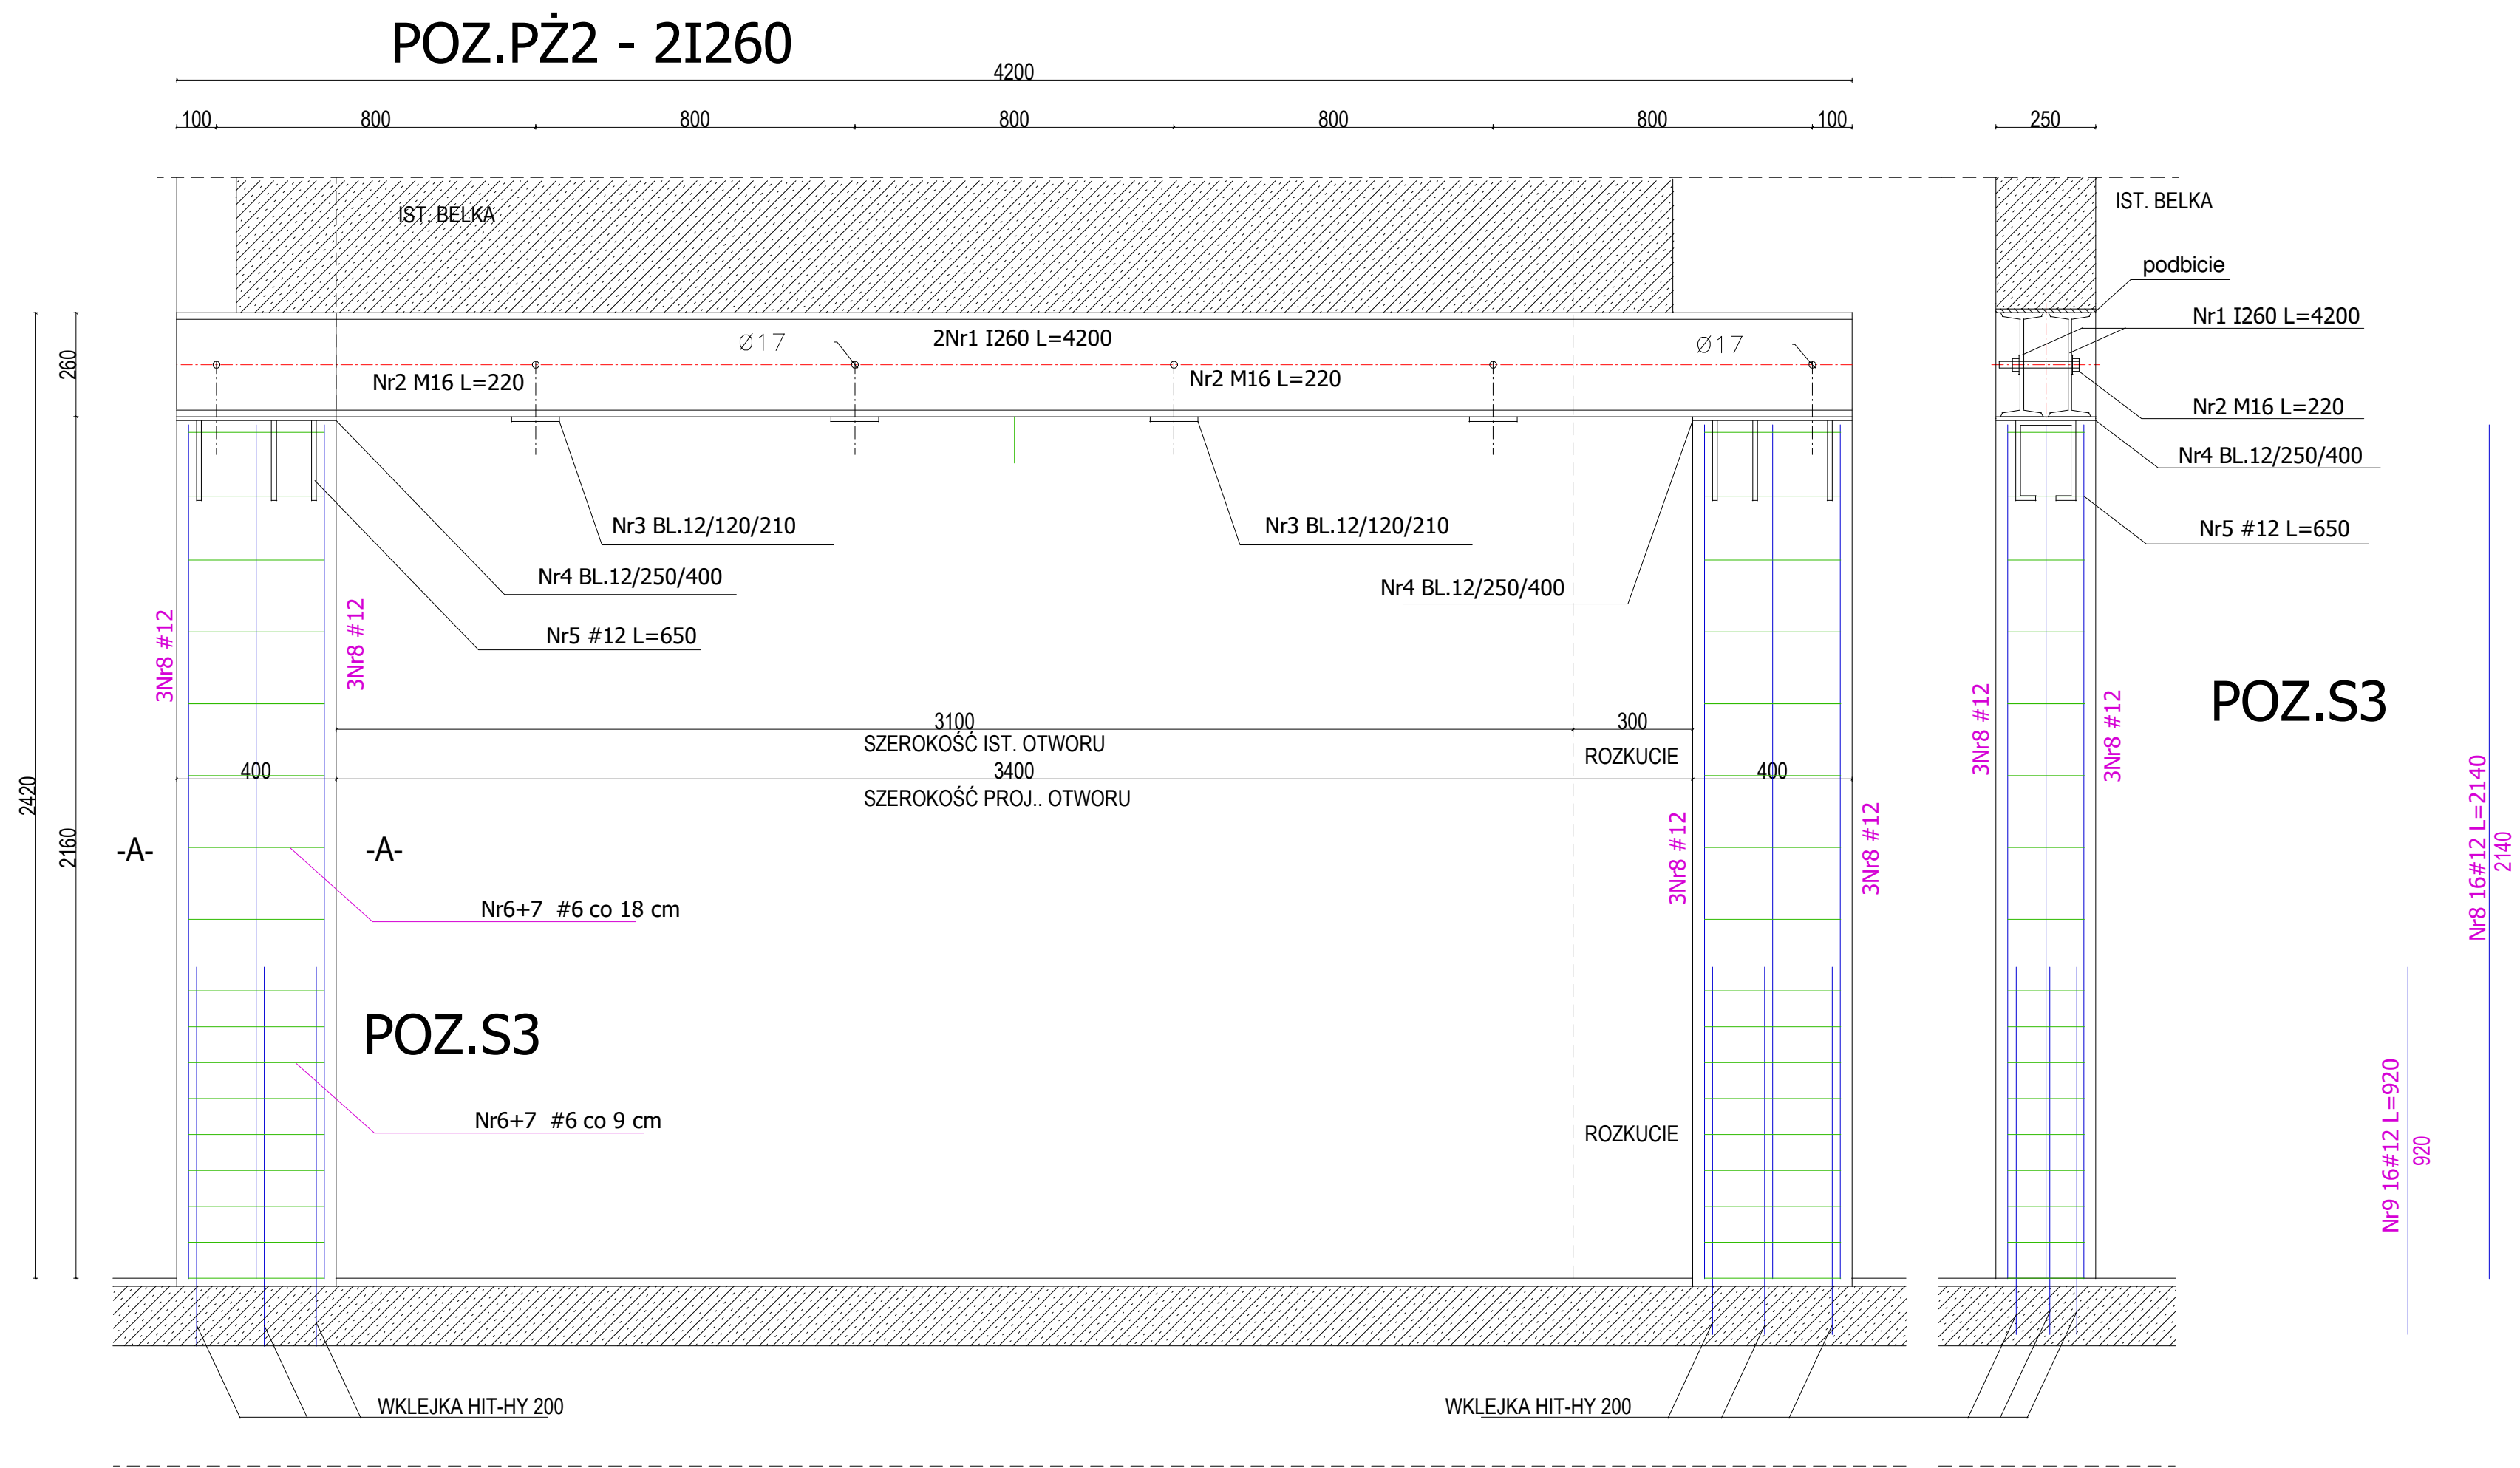 POZ.PŻ2 - 2I260
4200
100 800 800 800 800 800 100 250
IST. BELKA
IST. BELKA
podbicie
Nr1 I260 L=4200
260
Ø17
2Nr1 I260 L=4200
Ø17
Nr2 M16 L=220
Nr2 M16 L=220
Nr2 M16 L=220
Nr4 BL.12/250/400
Nr3 BL.12/120/210
Nr3 BL.12/120/210
Nr5 #12 L=650
Nr4 BL.12/250/400
Nr4 BL.12/250/400
Nr5 #12 L=650
3Nr8 #12
3Nr8 #12
3Nr8 #12
3Nr8 #12
POZ.S3
3100
300
SZEROKOŚĆ IST. OTWORU
ROZKUCIE
400
3400
400
SZEROKOŚĆ PROJ.. OTWORU
2420
2160
-A-
-A-
3Nr8 #12
3Nr8 #12
Nr8 16#12 L=2140
2140
Nr6+7 #6 co 18 cm
POZ.S3
Nr6+7 #6 co 9 cm
ROZKUCIE
Nr9 16#12 L=920
920
WKLEJKA HIT-HY 200
WKLEJKA HIT-HY 200